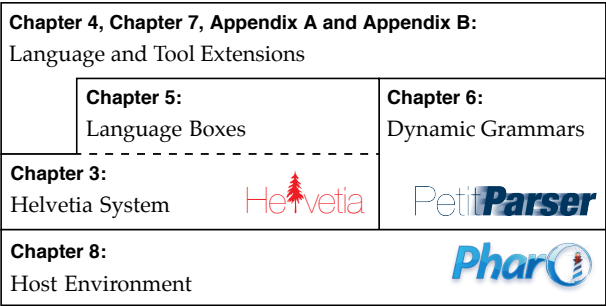 Chapter 4, Chapter 7, Appendix A and Appendix B:
Language and Tool Extensions
Chapter 5:
Language Boxes
Chapter 6:
Dynamic Grammars
Chapter 3:
Helvetia System
Helvetia
PetitParser
Chapter 8:
Host Environment
Pharo